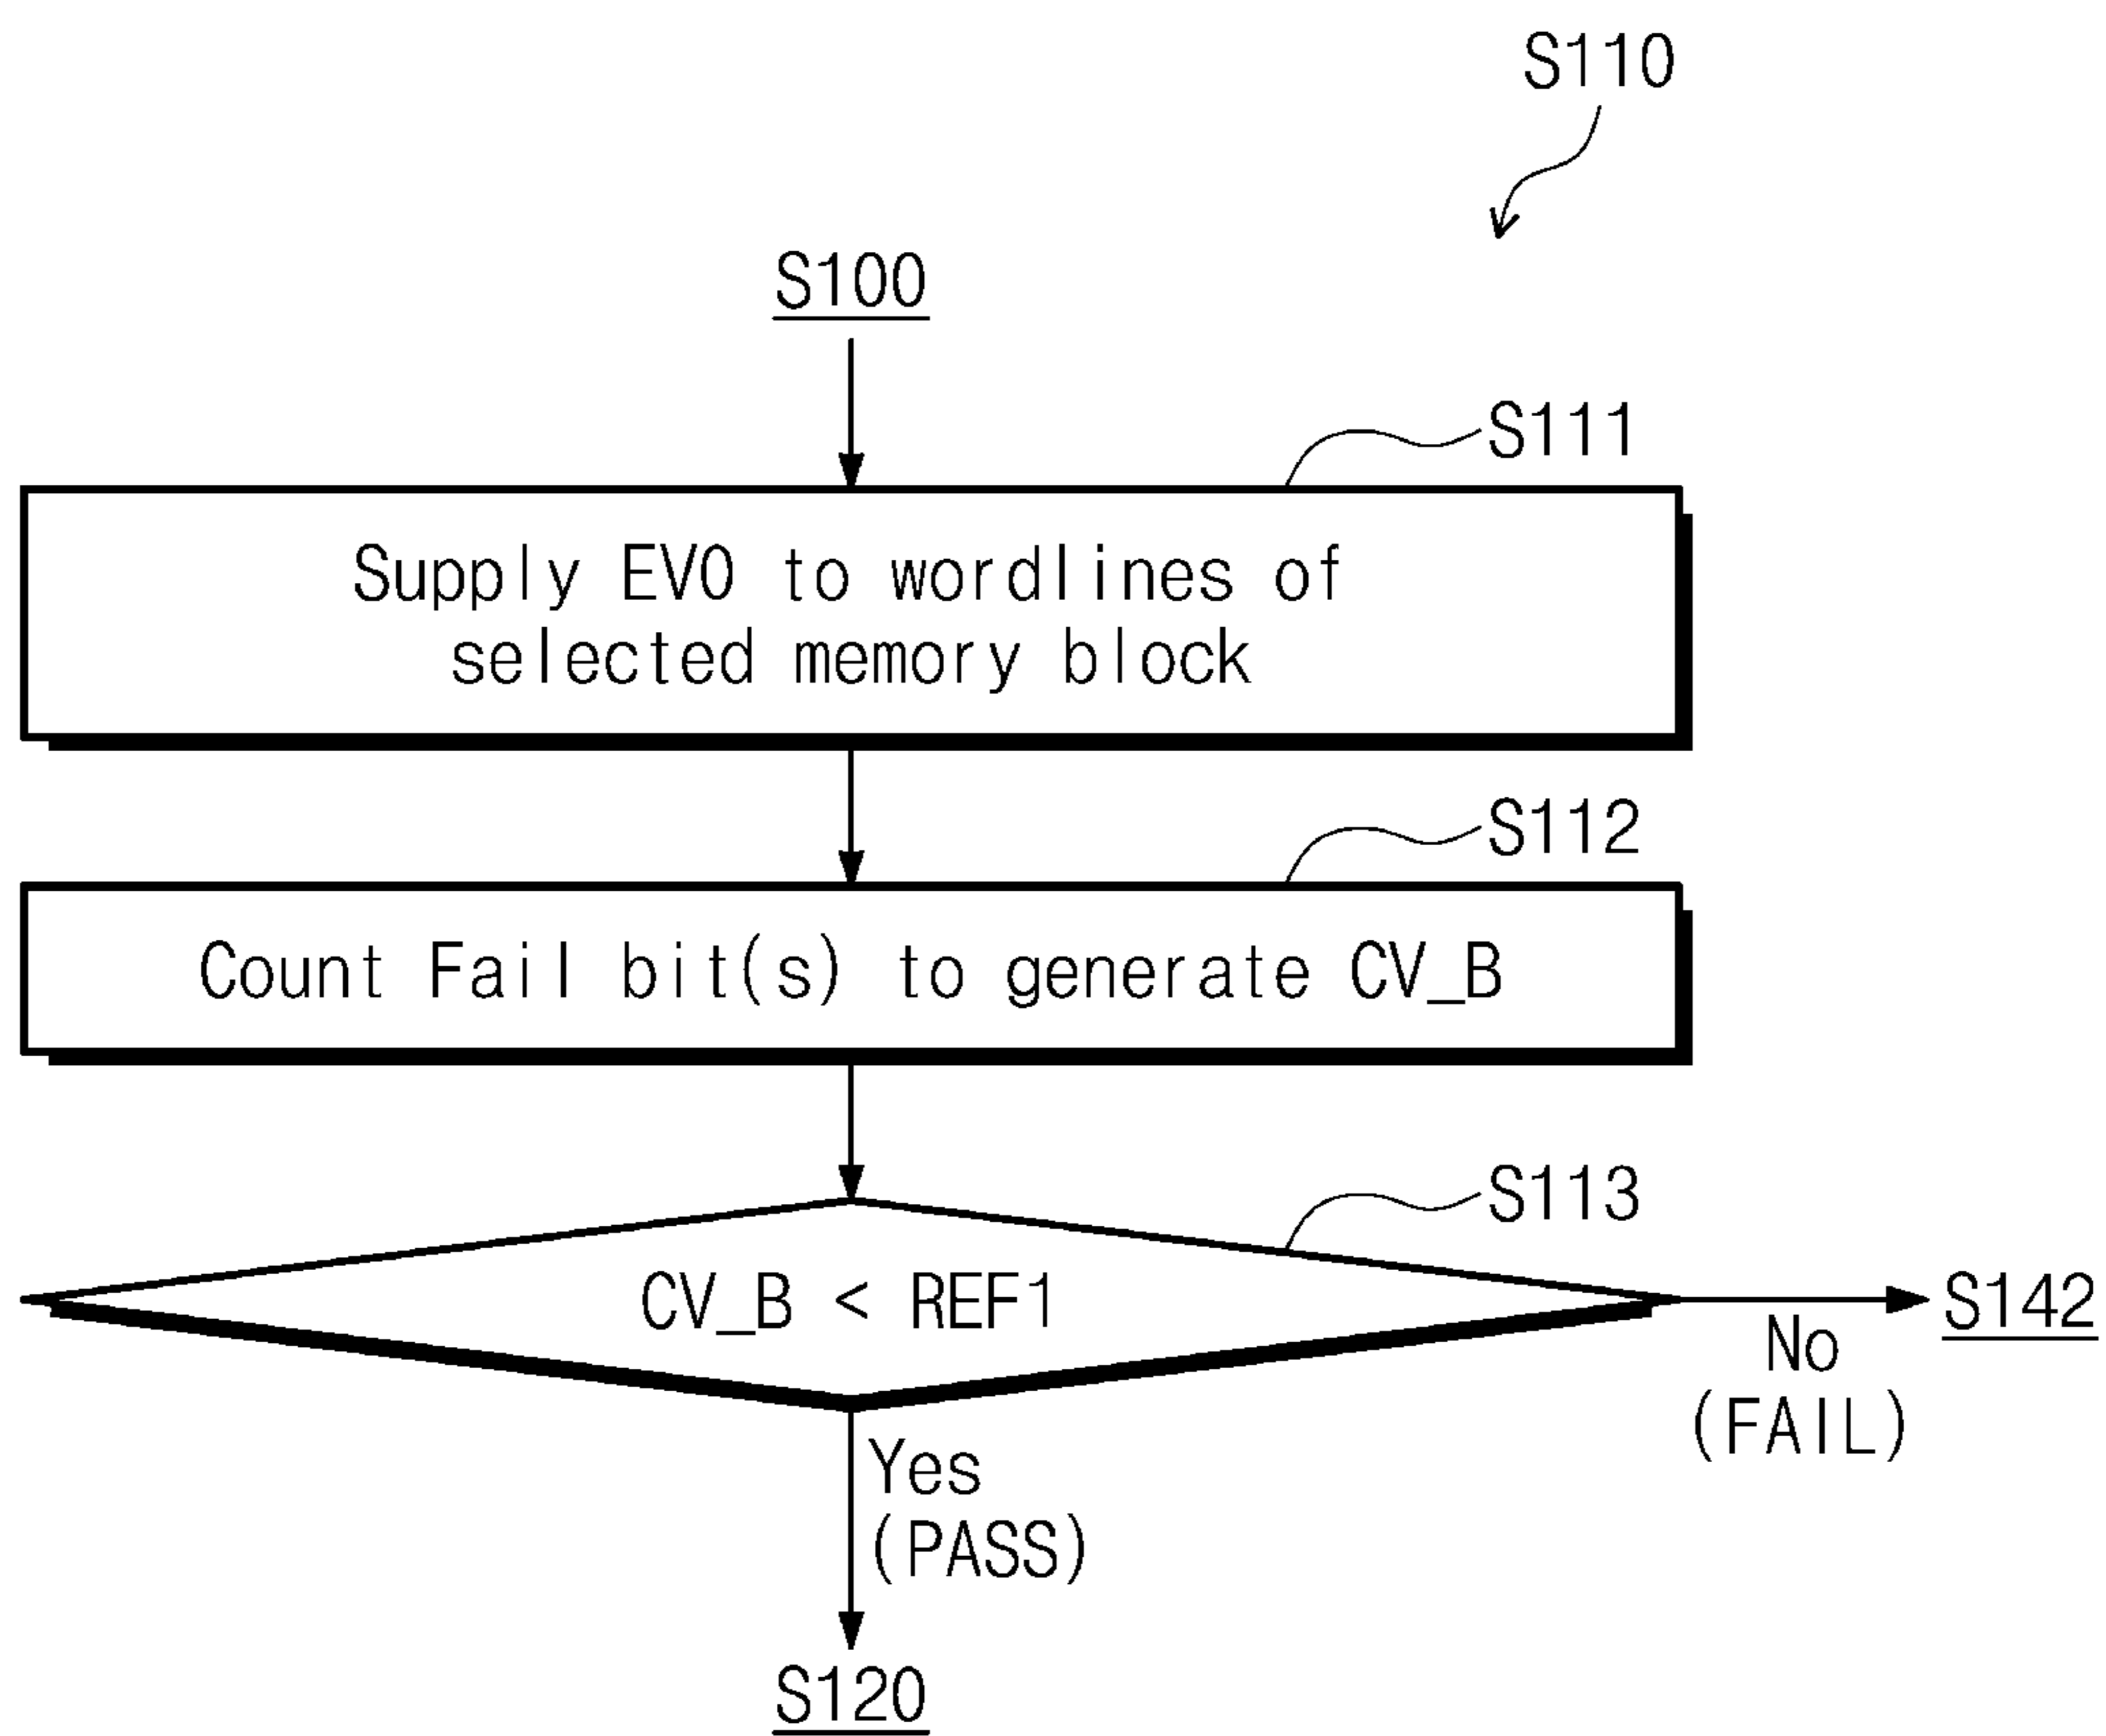 S110
S100
S111
Supply EV0 to wordlines of
selected memory block
S112
Count Fail bit(s) to generate CV_B
S113
CV_B < REF1
S142
No
(FAIL)
Yes
(PASS)
S120